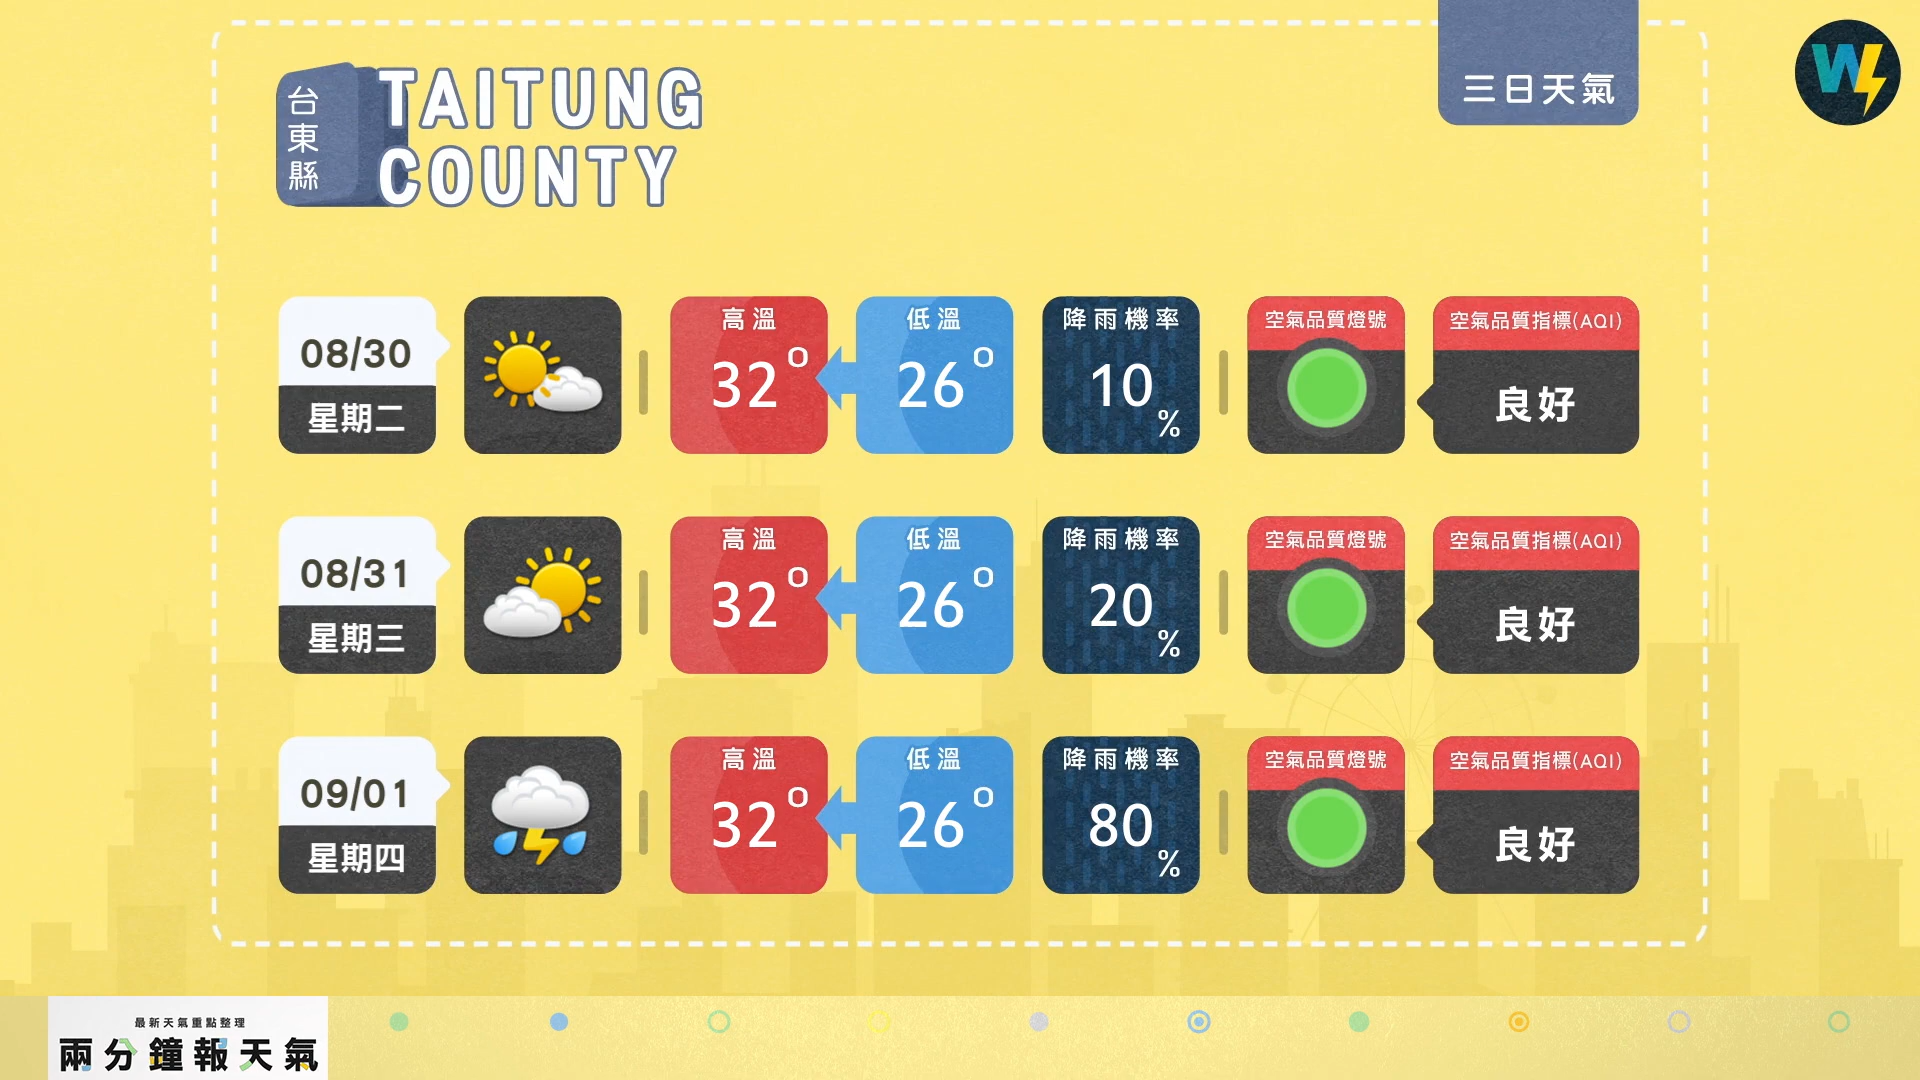 台東縣
TAITUNG
COUNTY
三日天氣
W
08/30
星期二
高溫
32°
低溫
26°
降雨機率
10%
空氣品質燈號
空氣品質指標(AQI)
良好
08/31
星期三
高溫
32°
低溫
26°
降雨機率
20%
空氣品質燈號
空氣品質指標(AQI)
良好
09/01
星期四
高溫
32°
低溫
26°
降雨機率
80%
空氣品質燈號
空氣品質指標(AQI)
良好
最新天氣重點整理
兩分鐘報天氣